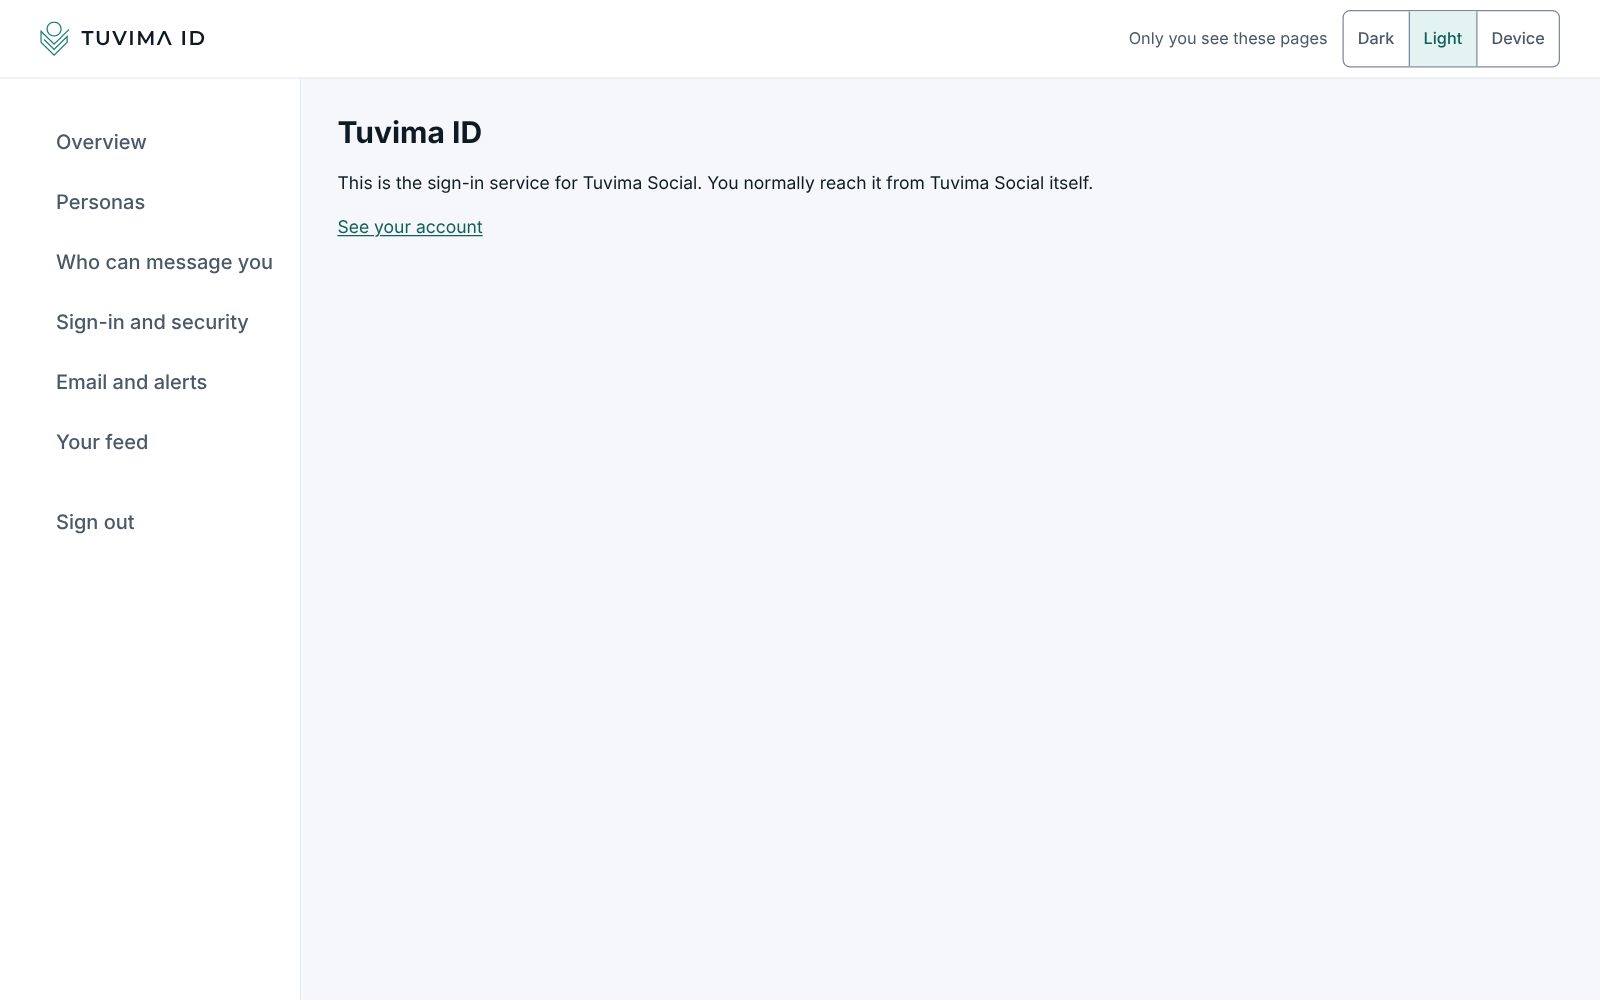 TUVIMA ID
Only you see these pages
Dark
Light
Device
Overview
Personas
Who can message you
Sign-in and security
Email and alerts
Your feed
Sign out
Tuvima ID
This is the sign-in service for Tuvima Social. You normally reach it from Tuvima Social itself.
See your account